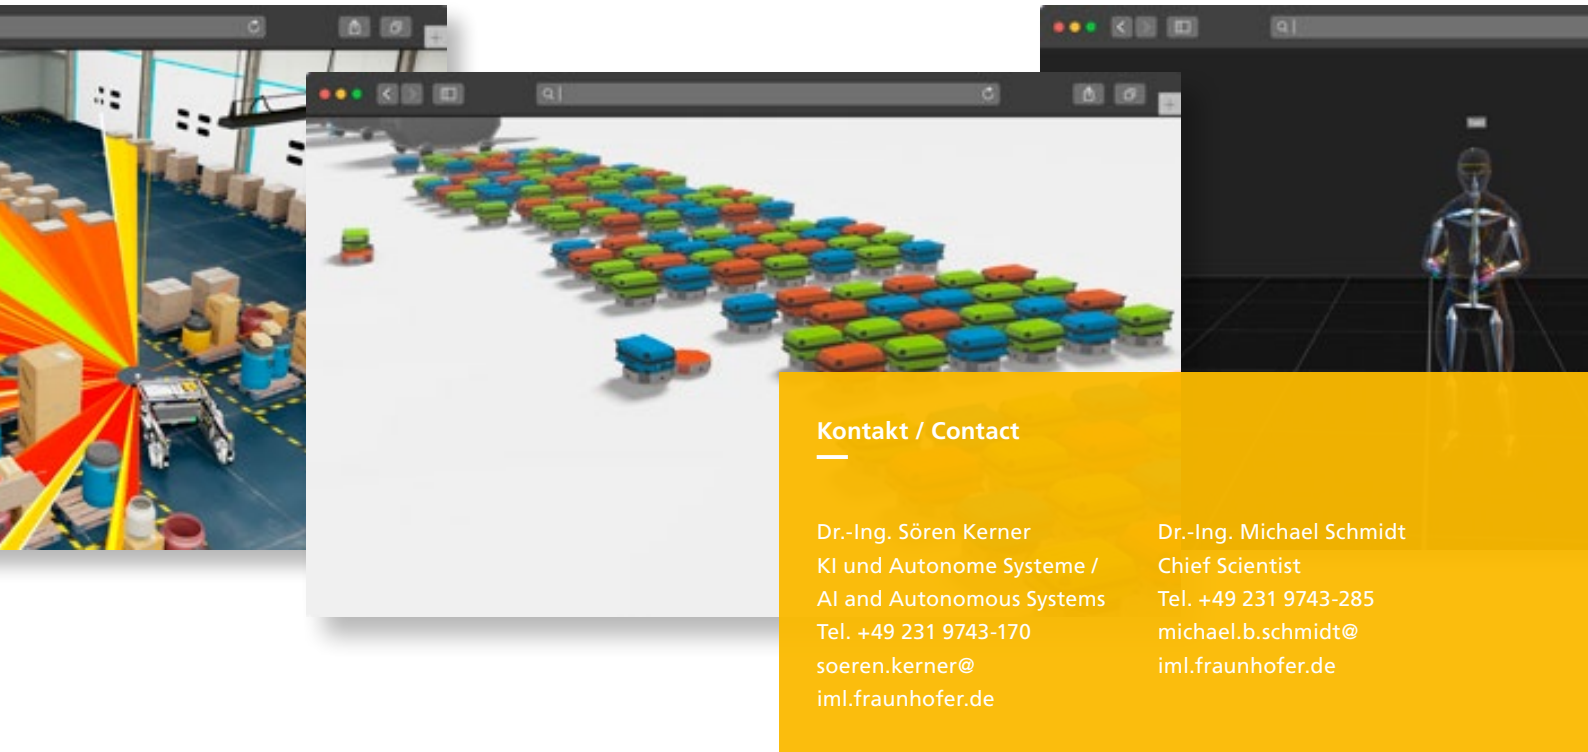 Kontakt / Contact
Dr.-Ing. Sören Kerner
KI und Autonome Systeme /
AI and Autonomous Systems
Tel. +49 231 9743-170
soeren.kerner@
iml.fraunhofer.de
Dr.-Ing. Michael Schmidt
Chief Scientist
Tel. +49 231 9743-285
michael.b.schmidt@
iml.fraunhofer.de